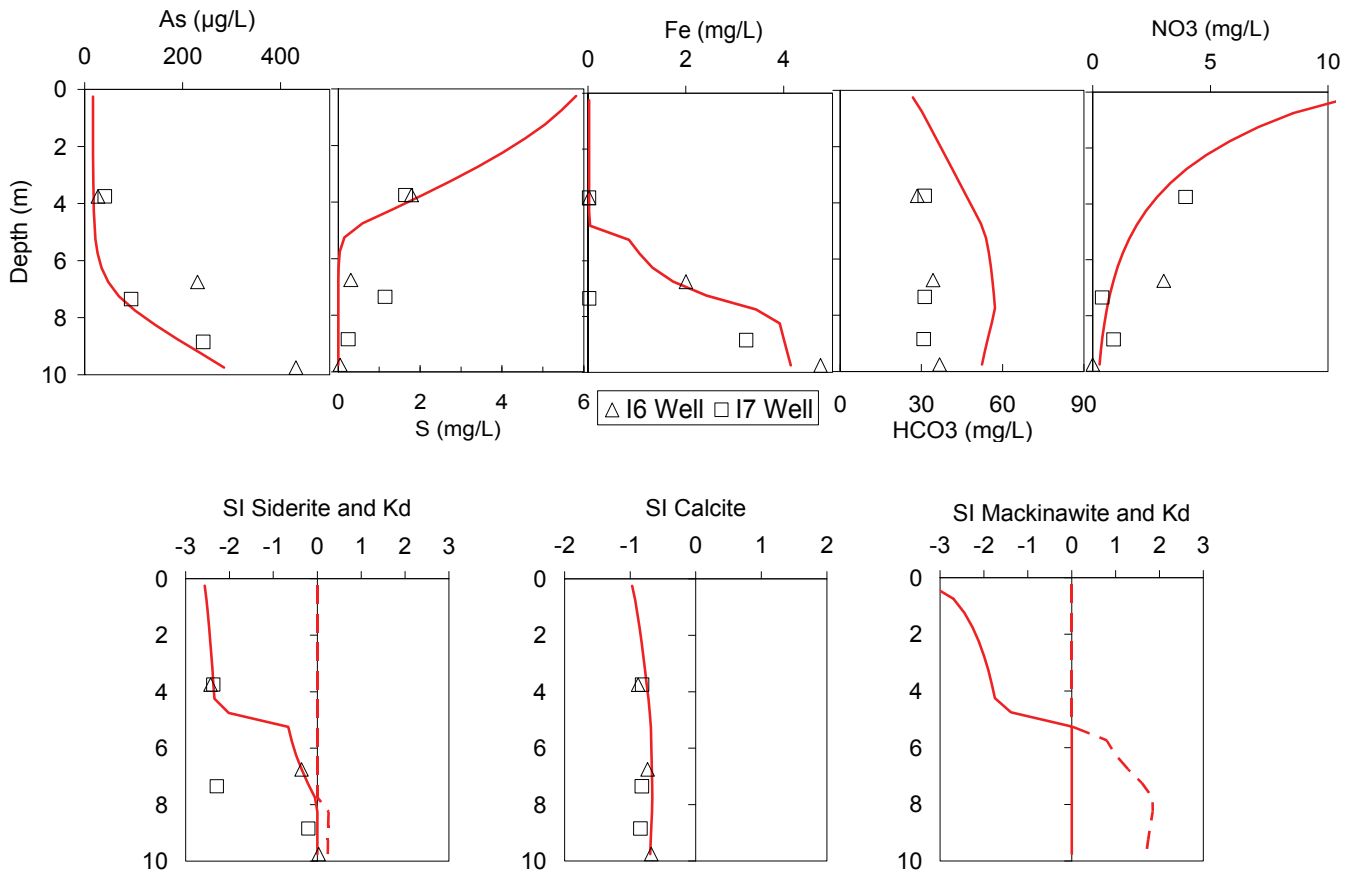 As (µg/L)
0 200 400
Fe (mg/L)
0 2 4
NO3 (mg/L)
0 5 10
Depth (m)
0
2
4
6
8
10
0 2 4 6
S (mg/L)
I6 Well I7 Well
0 30 60 90
HCO3 (mg/L)
SI Siderite and Kd
-3 -2 -1 0 1 2 3
0
2
4
6
8
10
SI Calcite
-2 -1 0 1 2
0
2
4
6
8
10
SI Mackinawite and Kd
-3 -2 -1 0 1 2 3
0
2
4
6
8
10